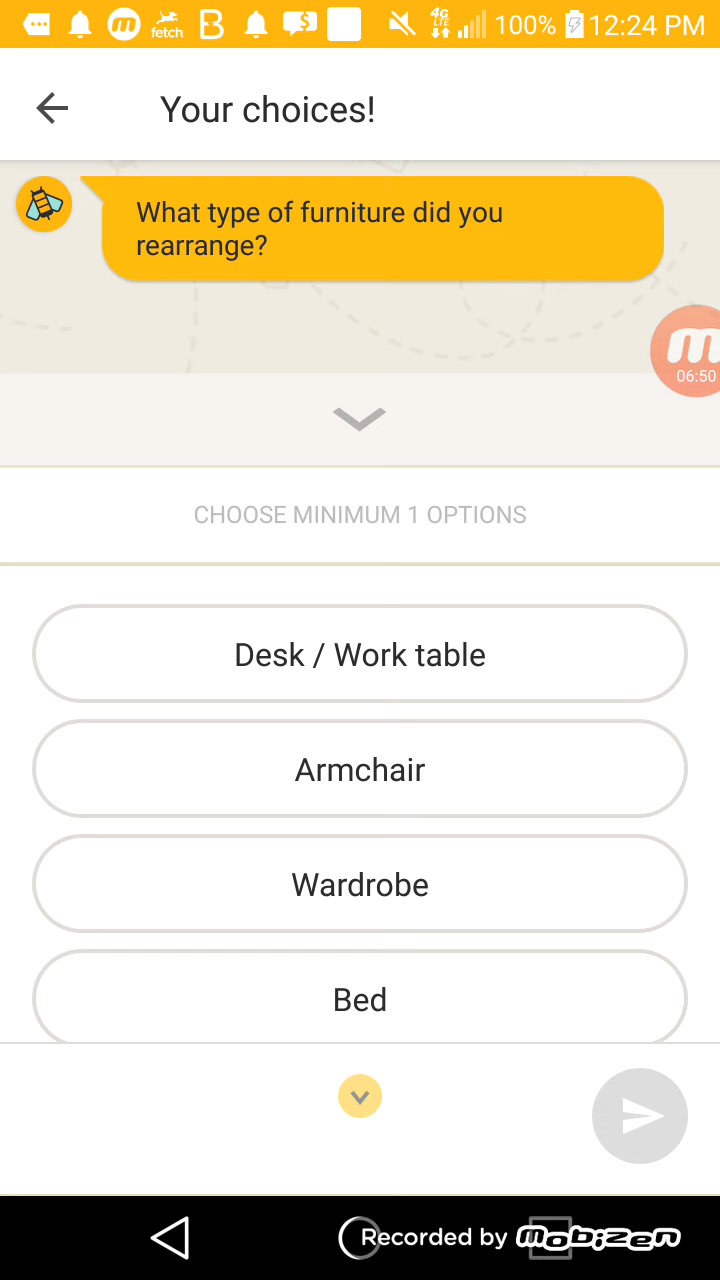 fetch 4G LTE 100% 12:24 PM
Your choices!
What type of furniture did you
rearrange?
06:50
CHOOSE MINIMUM 1 OPTIONS
Desk / Work table
Armchair
Wardrobe
Bed
Recorded by mobizen